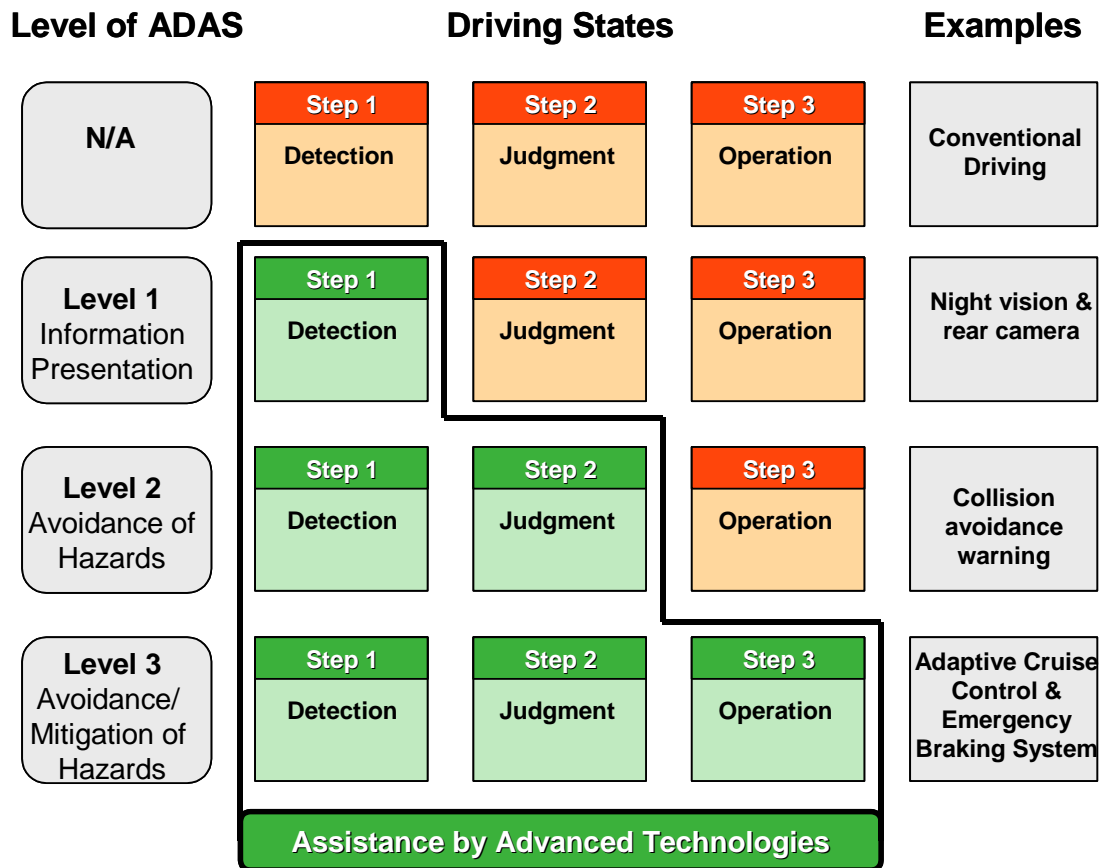 Level of ADAS
Driving States
Examples
N/A
Step 1
Detection
Step 2
Judgment
Step 3
Operation
Conventional
Driving
Level 1
Information
Presentation
Step 1
Detection
Step 2
Judgment
Step 3
Operation
Night vision &
rear camera
Level 2
Avoidance of
Hazards
Step 1
Detection
Step 2
Judgment
Step 3
Operation
Collision
avoidance
warning
Level 3
Avoidance/
Mitigation of
Hazards
Step 1
Detection
Step 2
Judgment
Step 3
Operation
Adaptive Cruise
Control &
Emergency
Braking System
Assistance by Advanced Technologies